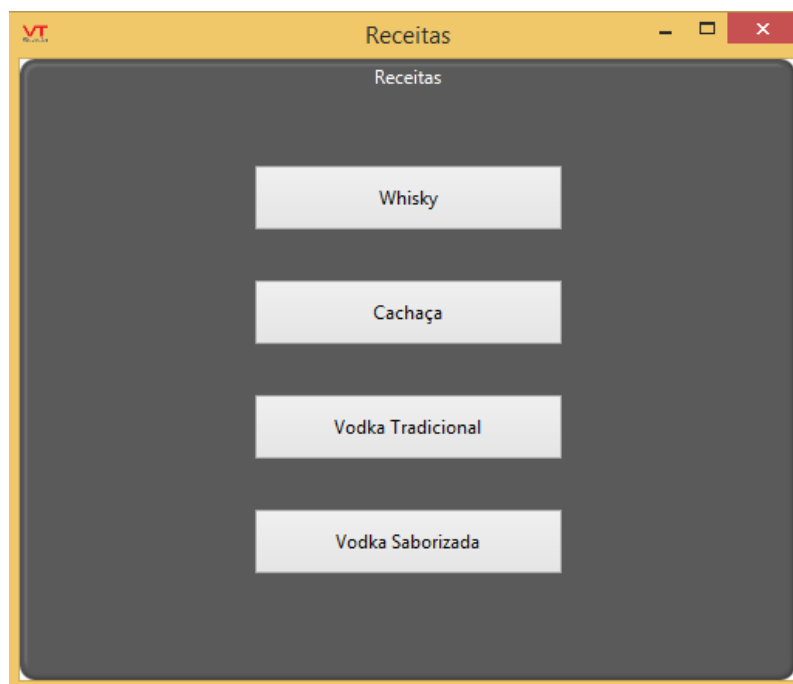 VT
Receitas
Receitas
Whisky
Cachaça
Vodka Tradicional
Vodka Saborizada